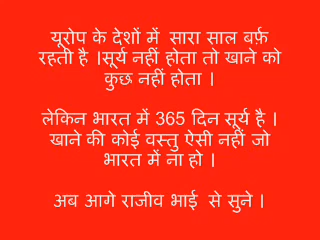 यूरोप के देशों में  सारा साल बर्फ़
रहती है ।सूर्य नहीं होता तो खाने को
कुछ नहीं होता ।
लेकिन भारत में 365 दिन सूर्य है ।
खाने की कोई वस्तु ऐसी नहीं जो
भारत में ना हो ।
अब आगे राजीव भाई  से सुने ।